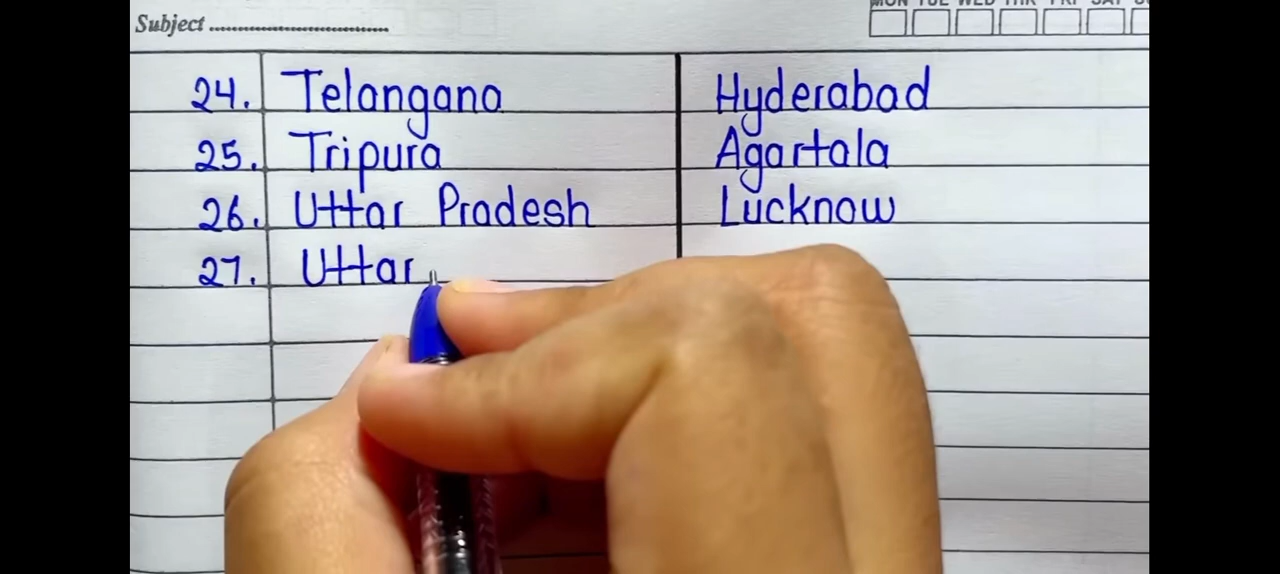 Subject ................................
24. Telangana Hyderabad
25. Tripura Agartala
26. Uttar Pradesh Lucknow
27. Uttar